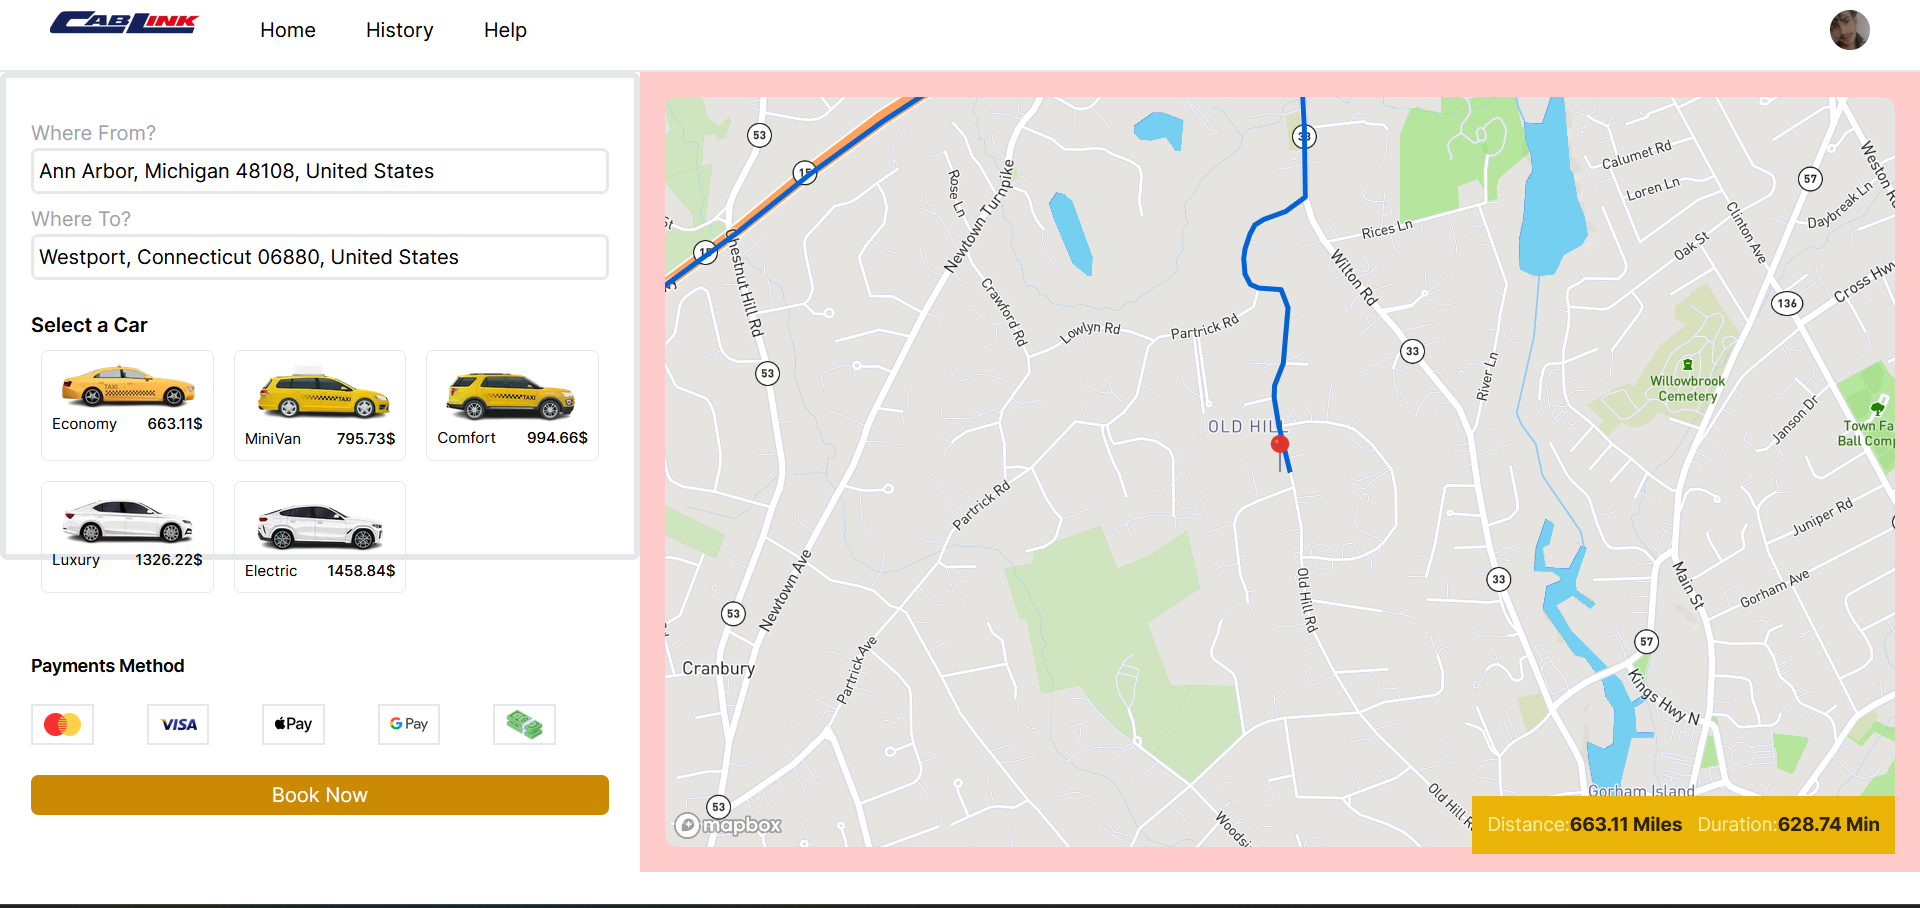 CABLINK
Home
History
Help
Where From?
Ann Arbor, Michigan 48108, United States
Where To?
Westport, Connecticut 06880, United States
Select a Car
TAXI
Economy 663.11$
TAXI
MiniVan 795.73$
TAXI
Comfort 994.66$
Luxury 1326.22$
Electric 1458.84$
Payments Method
VISA
Pay
G Pay
Book Now
53
33
15
Calumet Rd
Weston R
57
Rose Ln
Newtown Turnpike
Loren Ln
Daybreak Ln
St
Clinton Ave
Rices Ln
Chestnut Hill Rd
15
Oak St
Wilton Rd
Cross Hwy
Crawford Rd
136
Lowlyn Rd
Partrick Rd
33
53
River Ln
Willowbrook
Cemetery
Janson Dr
Town Fa
Ball Comp
OLD HILL
Partrick Rd
Juniper Rd
Newtown Ave
33
Old Hill Rd
Main St
Gorham Ave
53
57
Cranbury
Partrick Ave
Kings Hwy N
Gorham Island
53
mapbox
Woodsi
Old Hill R
Distance:663.11 Miles Duration:628.74 Min